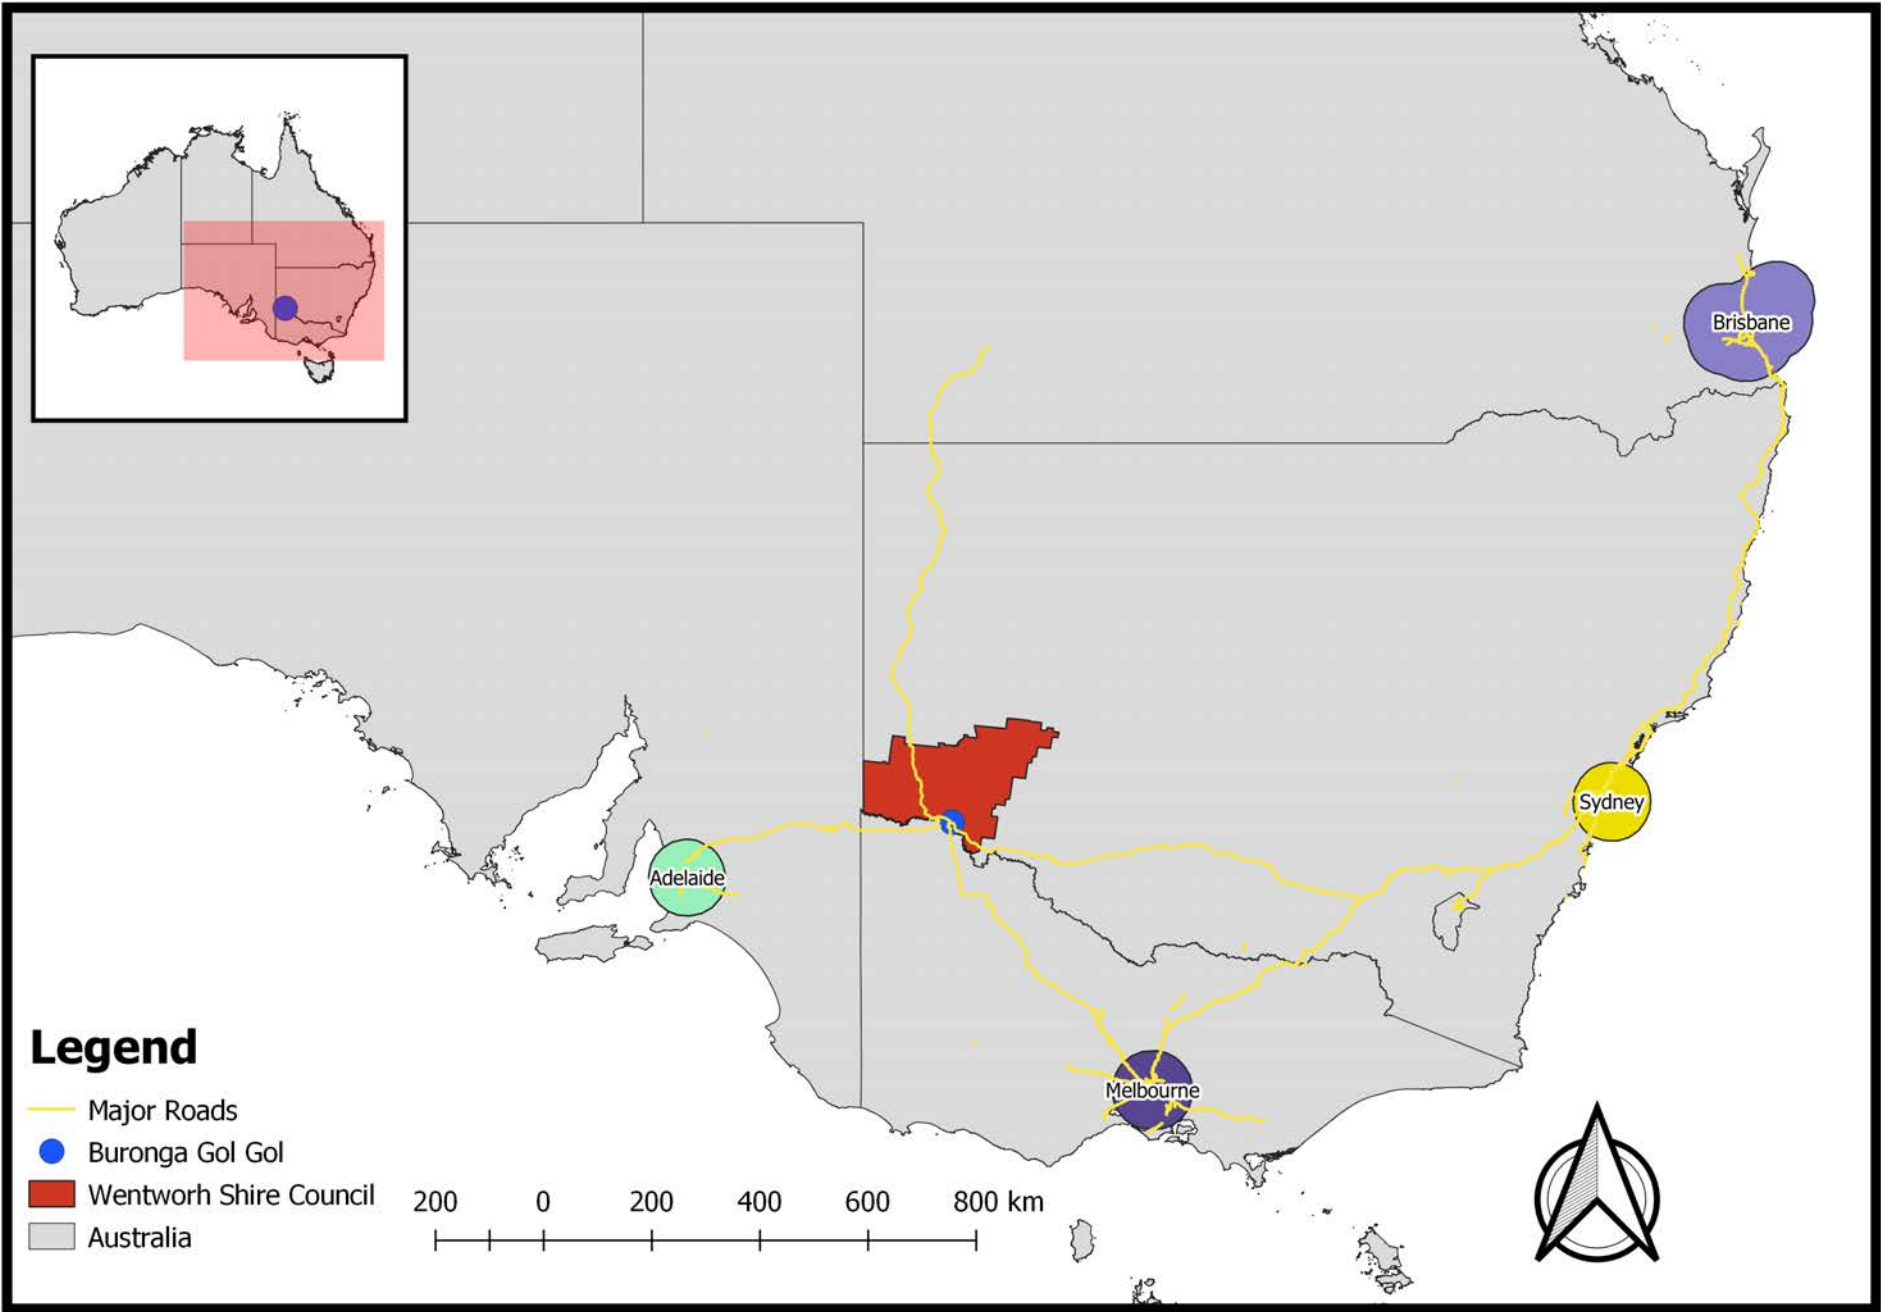 Brisbane
Sydney
Adelaide
Melbourne
Legend
Major Roads
Buronga Gol Gol
Wentworh Shire Council
Australia
200 0 200 400 600 800 km